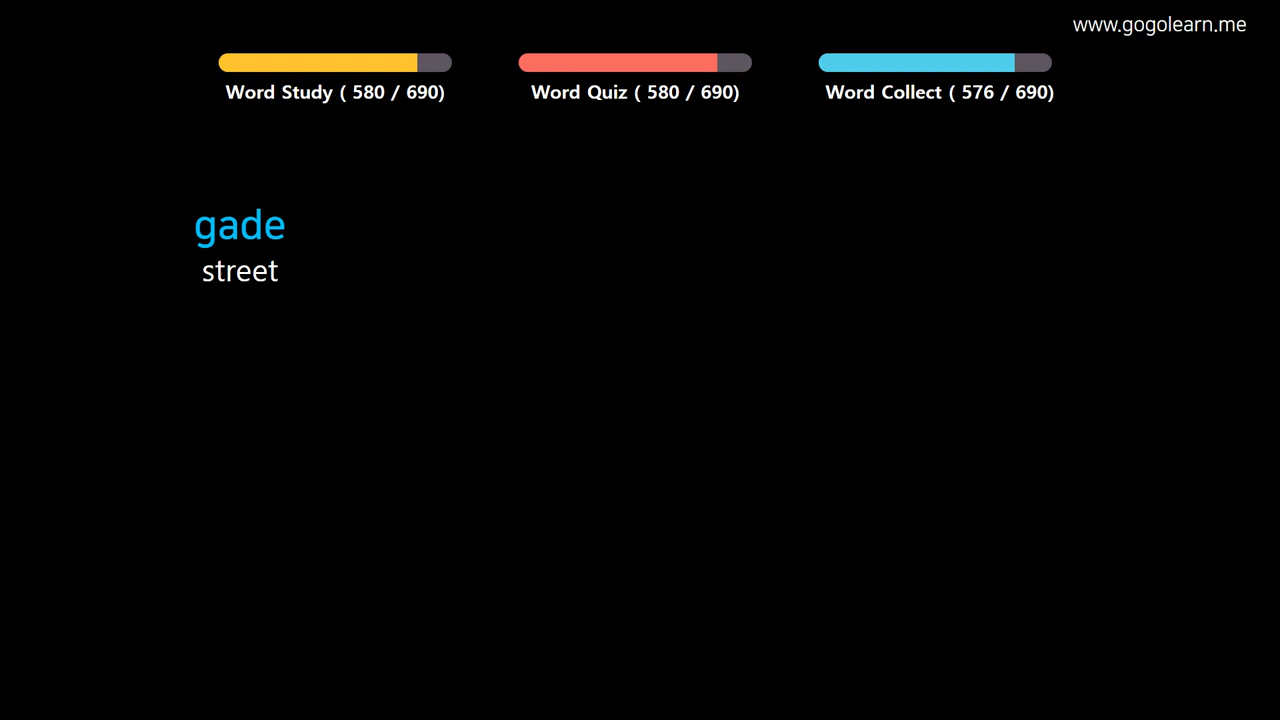 www.gogolearn.me
Word Study ( 580 / 690)
Word Quiz ( 580 / 690)
Word Collect ( 576 / 690)
gade
street